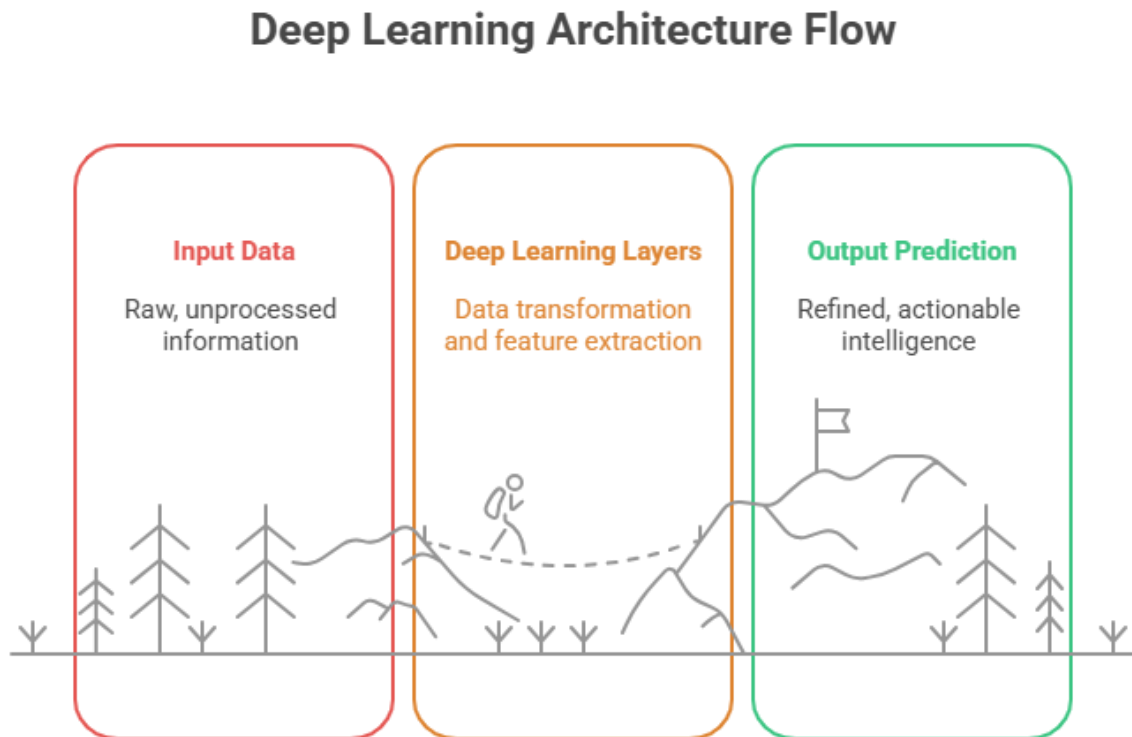 Deep Learning Architecture Flow
Input Data
Raw, unprocessed
information
Deep Learning Layers
Data transformation
and feature extraction
Output Prediction
Refined, actionable
intelligence